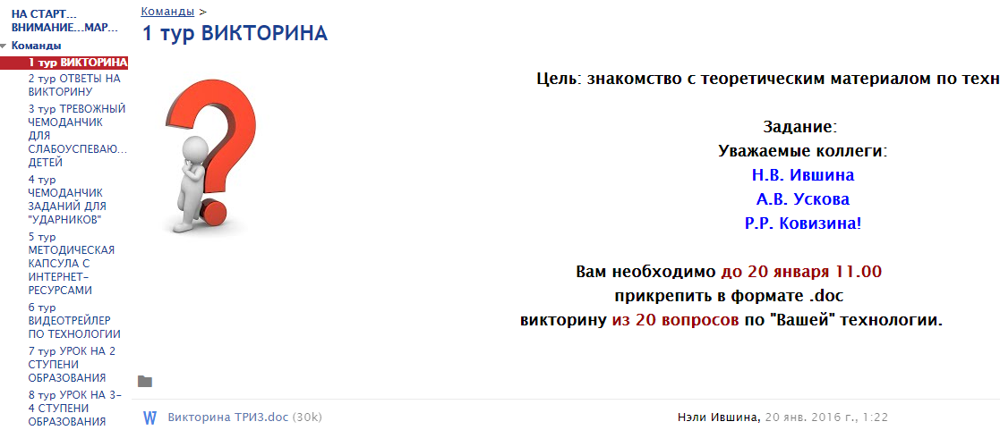 НА СТАРТ...
ВНИМАНИЕ...МАР...
Команды
1 тур ВИКТОРИНА
2 тур ОТВЕТЫ НА
ВИКТОРИНУ
3 тур ТРЕВОЖНЫЙ
ЧЕМОДАНЧИК
ДЛЯ
СЛАБОУСПЕВАЮ...
ДЕТЕЙ
4 тур
ЧЕМОДАНЧИК
ЗАДАНИЙ ДЛЯ
"УДАРНИКОВ"
5 тур
МЕТОДИЧЕСКАЯ
КАПСУЛА С
ИНТЕРНЕТ-
РЕСУРСАМИ
6 тур
ВИДЕОТРЕЙЛЕР
ПО ТЕХНОЛОГИИ
7 тур УРОК НА 2
СТУПЕНИ
ОБРАЗОВАНИЯ
8 тур УРОК НА 3-
4 СТУПЕНИ
ОБРАЗОВАНИЯ
Команды >
1 тур ВИКТОРИНА
Цель: знакомство с теоретическим материалом по техн
Задание:
Уважаемые коллеги:
Н.В. Ившина
А.В. Ускова
Р.Р. Ковизина!
Вам необходимо до 20 января 11.00
прикрепить в формате .doc
викторину из 20 вопросов по "Вашей" технологии.
Викторина ТРИЗ.doc (30k) Нэли Ившина, 20 янв. 2016 г., 1:22